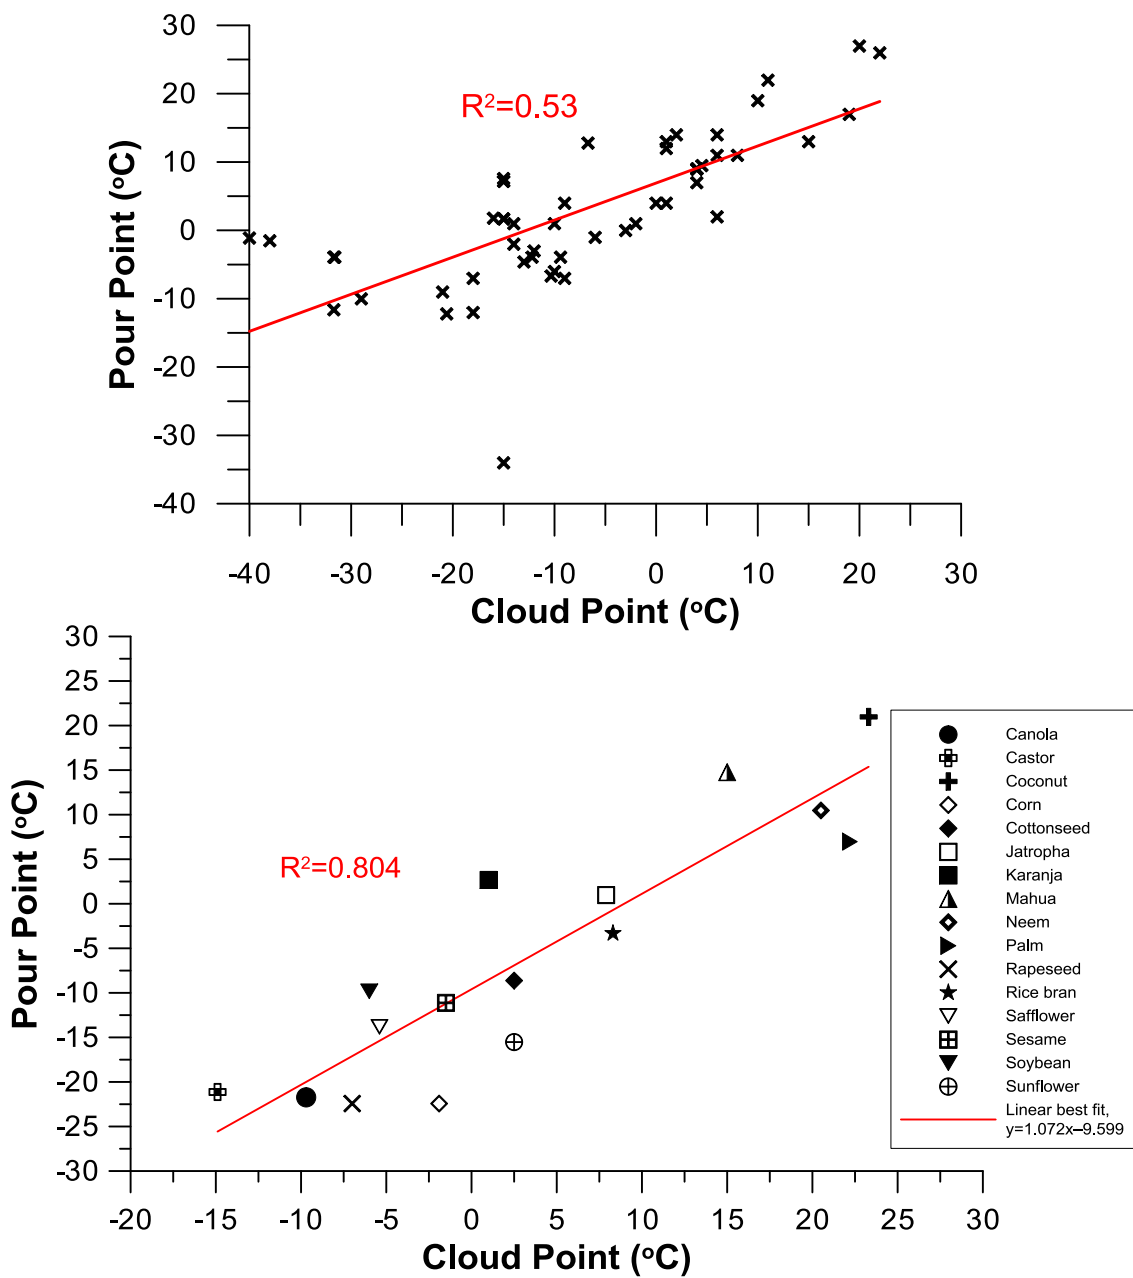 30
20
10
0
-10
-20
-30
-40
Pour Point (ºC)
R²=0.53
-40 -30 -20 -10 0 10 20 30
Cloud Point (ºC)
30
25
20
15
10
5
0
-5
-10
-15
-20
-25
-30
Pour Point (ºC)
R²=0.804
-20 -15 -10 -5 0 5 10 15 20 25 30
Cloud Point (ºC)
Canola
Castor
Coconut
Corn
Cottonseed
Jatropha
Karanja
Mahua
Neem
Palm
Rapeseed
Rice bran
Safflower
Sesame
Soybean
Sunflower
Linear best fit,
y=1.072x–9.599